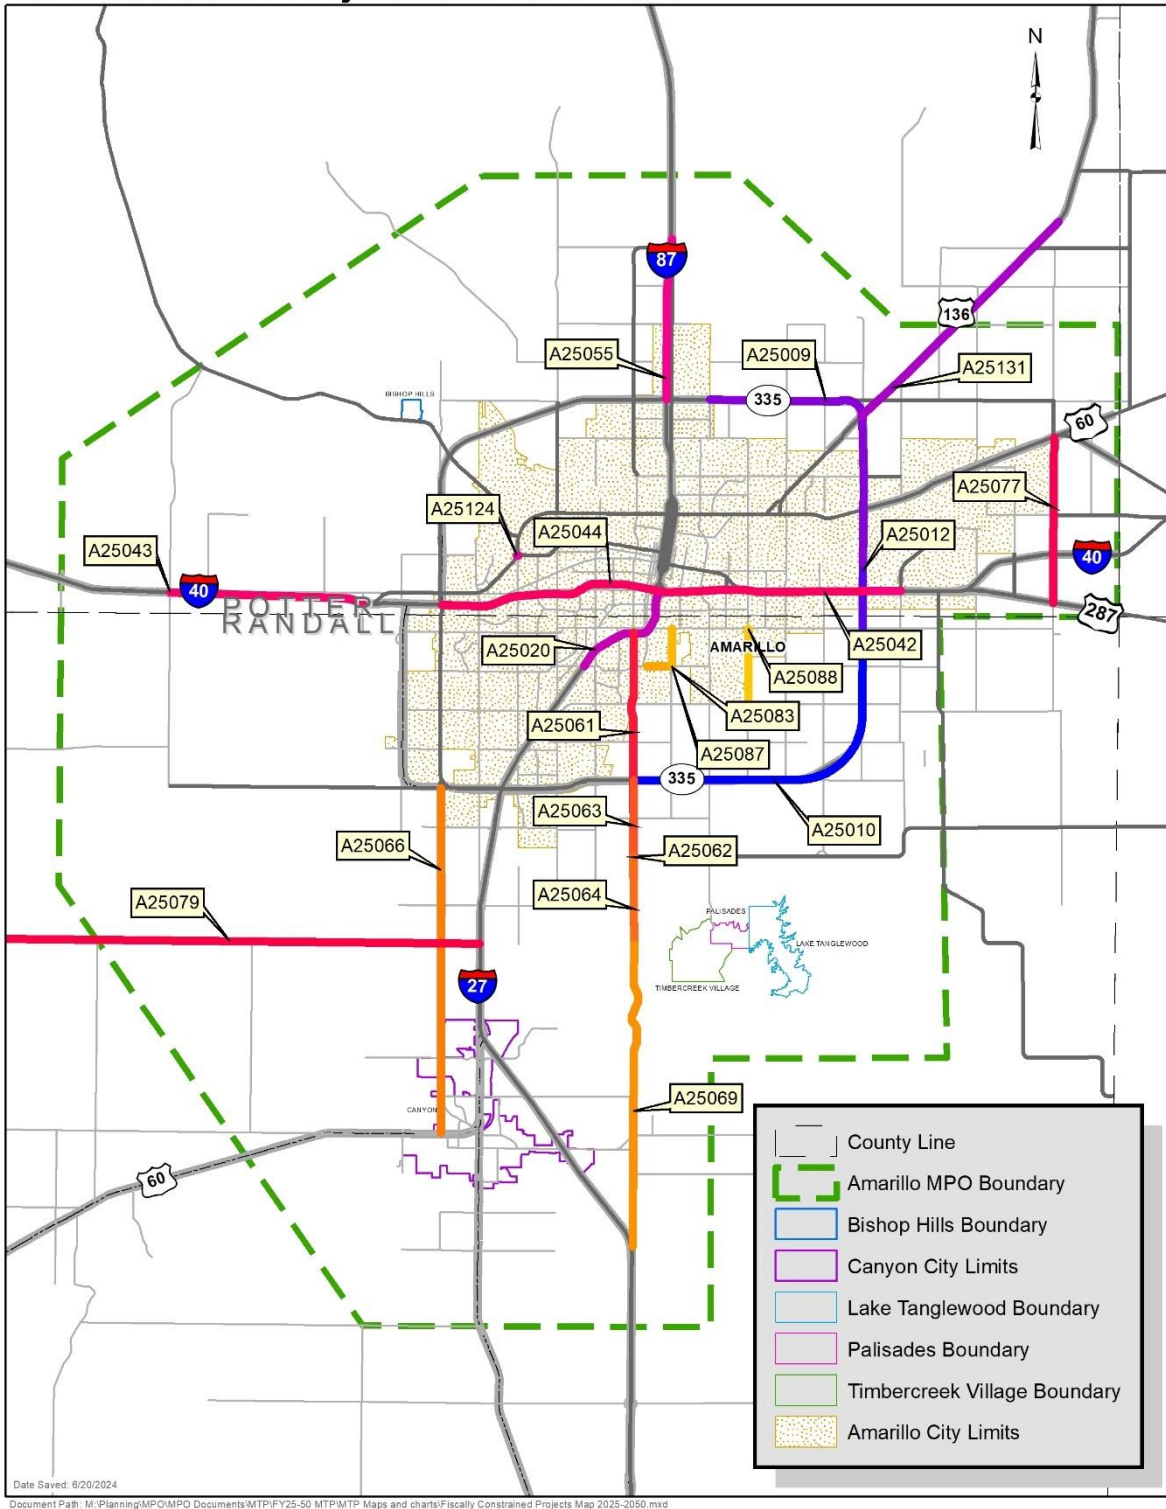 N
87
136
A25055
A25009
A25131
335
BISHOP HILLS
60
A25077
A25124
A25044
A25012
A25043
40
40
POTTER
RANDALL
287
A25020
AMARILLO
A25042
A25088
A25083
A25061
A25087
335
A25063
A25010
A25066
A25062
A25064
A25079
PALISADES
LAKE TANGLEWOOD
27
TIMBERCREEK VILLAGE
A25069
CANYON
60
County Line
Amarillo MPO Boundary
Bishop Hills Boundary
Canyon City Limits
Lake Tanglewood Boundary
Palisades Boundary
Timbercreek Village Boundary
Amarillo City Limits
Date Saved: 6/20/2024
Document Path: M:\Planning\MPO\MPO Documents\MTP\FY25-50 MTP\MTP Maps and charts\Fiscally Constrained Projects Map 2025-2050.mxd